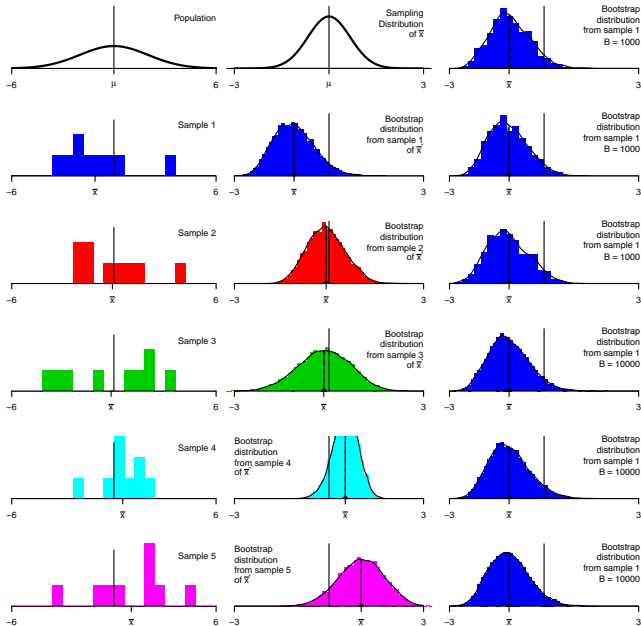 Population
−6 μ 6
Sampling
Distribution
of x̄
−3 μ 3
Bootstrap
distribution
from sample 1
B = 1000
−3 x̄ 3
Sample 1
−6 x̄ 6
Bootstrap
distribution
from sample 1
of x̄*
−3 x̄ 3
Bootstrap
distribution
from sample 1
B = 1000
−3 x̄ 3
Sample 2
−6 x̄ 6
Bootstrap
distribution
from sample 2
of x̄*
−3 x̄ 3
Bootstrap
distribution
from sample 1
B = 1000
−3 x̄ 3
Sample 3
−6 x̄ 6
Bootstrap
distribution
from sample 3
of x̄*
−3 x̄ 3
Bootstrap
distribution
from sample 1
B = 10000
−3 x̄ 3
Sample 4
−6 x̄ 6
Bootstrap
distribution
from sample 4
of x̄*
−3 x̄ 3
Bootstrap
distribution
from sample 1
B = 10000
−3 x̄ 3
Sample 5
−6 x̄ 6
Bootstrap
distribution
from sample 5
of x̄*
−3 x̄ 3
Bootstrap
distribution
from sample 1
B = 10000
−3 x̄ 3